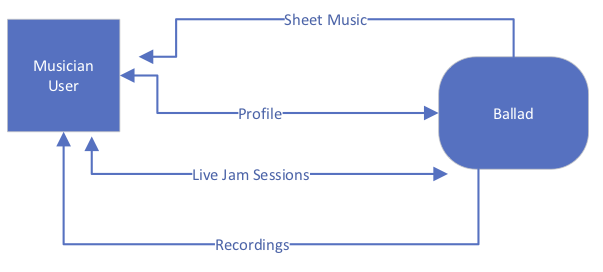 Sheet Music
Musician
User
Profile
Ballad
Live Jam Sessions
Recordings